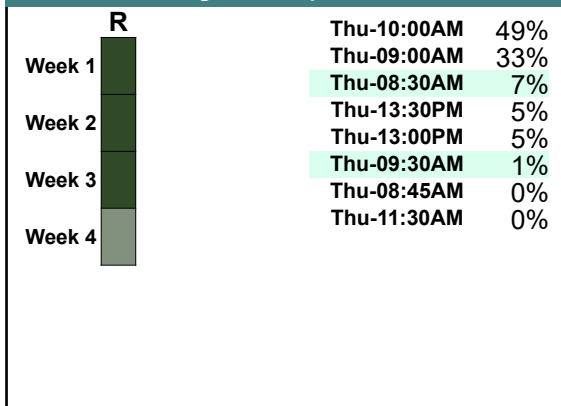 R
Week 1
Week 2
Week 3
Week 4
Thu-10:00AM 49%
Thu-09:00AM 33%
Thu-08:30AM 7%
Thu-13:30PM 5%
Thu-13:00PM 5%
Thu-09:30AM 1%
Thu-08:45AM 0%
Thu-11:30AM 0%